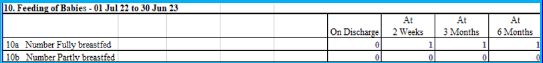 10. Feeding of Babies - 01 Jul 22 to 30 Jun 23
At At At
On Discharge 2 Weeks 3 Months 6 Months
10a Number Fully breastfed 0 1 1 1
10b Number Partly breastfed 0 0 0 0